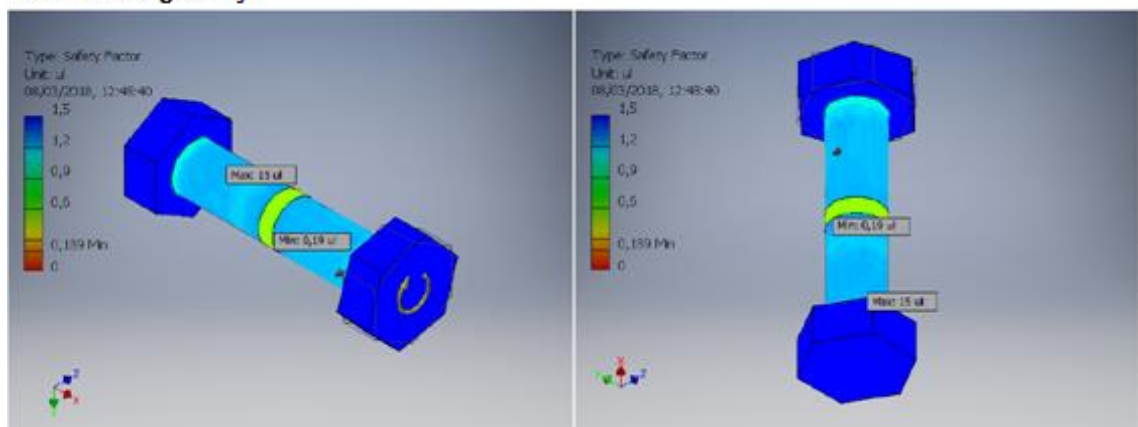 Type: Safety Factor
Unit: ul
08/03/2018, 12:48:40
1,5
1,2
0,9
0,6
0,189 Min
0
Max: 15 ul
Min: 0,19 ul
Z
X
Y
Type: Safety Factor
Unit: ul
08/03/2018, 12:48:40
1,5
1,2
0,9
0,6
0,189 Min
0
Min: 0,19 ul
Max: 15 ul
X
Y
Z